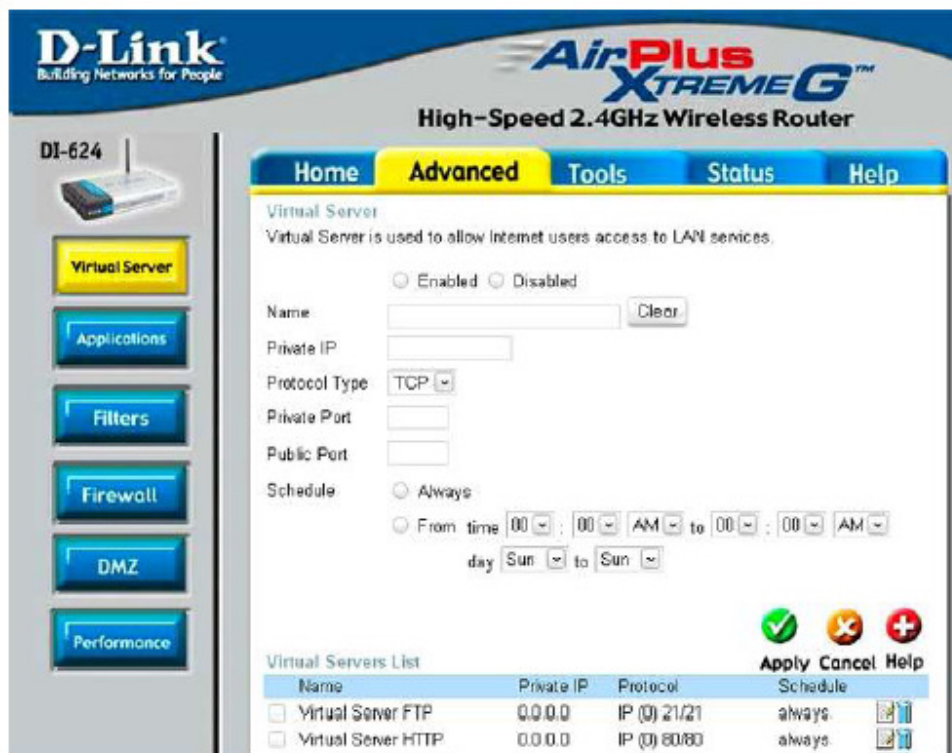 D-Link
Building Networks for People
AirPlus
XTREME G™
High-Speed 2.4GHz Wireless Router
DI-624
Home Advanced Tools Status Help
Virtual Server
Applications
Filters
Firewall
DMZ
Performance
Virtual Server
Virtual Server is used to allow Internet users access to LAN services.
Enabled Disabled
Name Clear
Private IP
Protocol Type TCP
Private Port
Public Port
Schedule Always
From time 00 : 00 AM to 00 : 00 AM
day Sun to Sun
Apply Cancel Help
Virtual Servers List
Name Private IP Protocol Schedule
Virtual Server FTP 0.0.0.0 IP (0) 21/21 always
Virtual Server HTTP 0.0.0.0 IP (0) 80/80 always